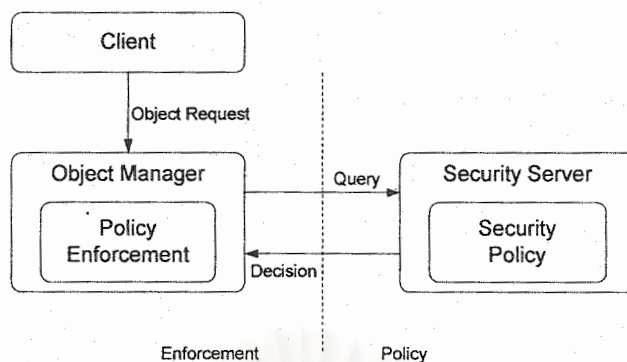 Client
Object Request
Object Manager
Query
Security Server
Policy
Enforcement
Security
Policy
Decision
Enforcement
Policy